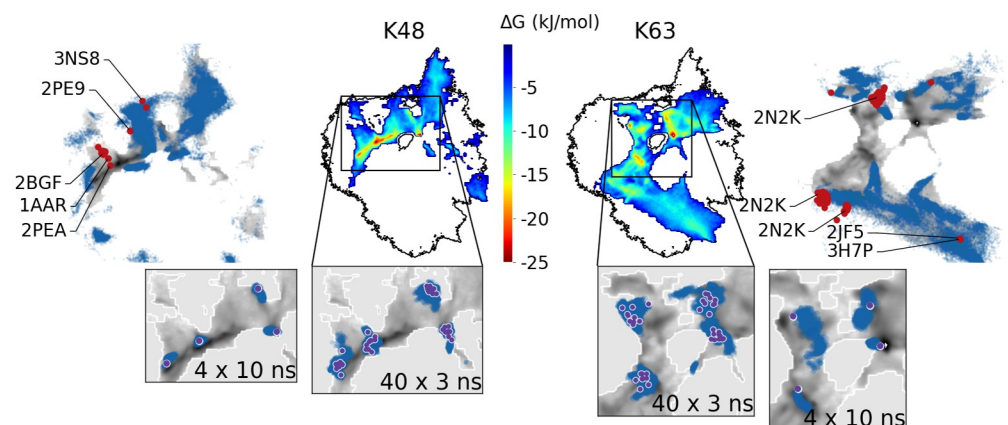 K48
ΔG (kJ/mol)
K63
3NS8
2PE9
2BGF
1AAR
2PEA
-5
-10
-15
-20
-25
2N2K
2N2K
2N2K
2JF5
3H7P
4 x 10 ns
40 x 3 ns
40 x 3 ns
4 x 10 ns